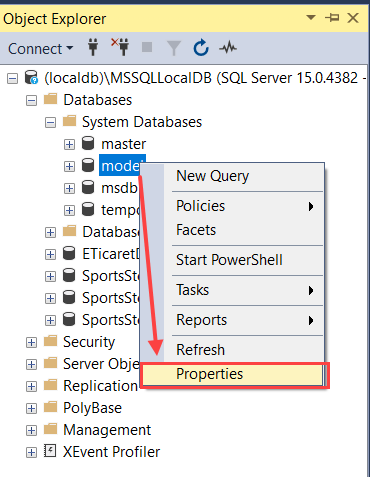 Object Explorer
Connect
(localdb)\MSSQLLocalDB (SQL Server 15.0.4382 -
Databases
System Databases
master
model
msdb
tempd
Database
ETicaretD
SportsSto
SportsSto
SportsSto
Security
Server Obje
Replication
PolyBase
Management
XEvent Profiler
New Query
Policies
Facets
Start PowerShell
Tasks
Reports
Refresh
Properties